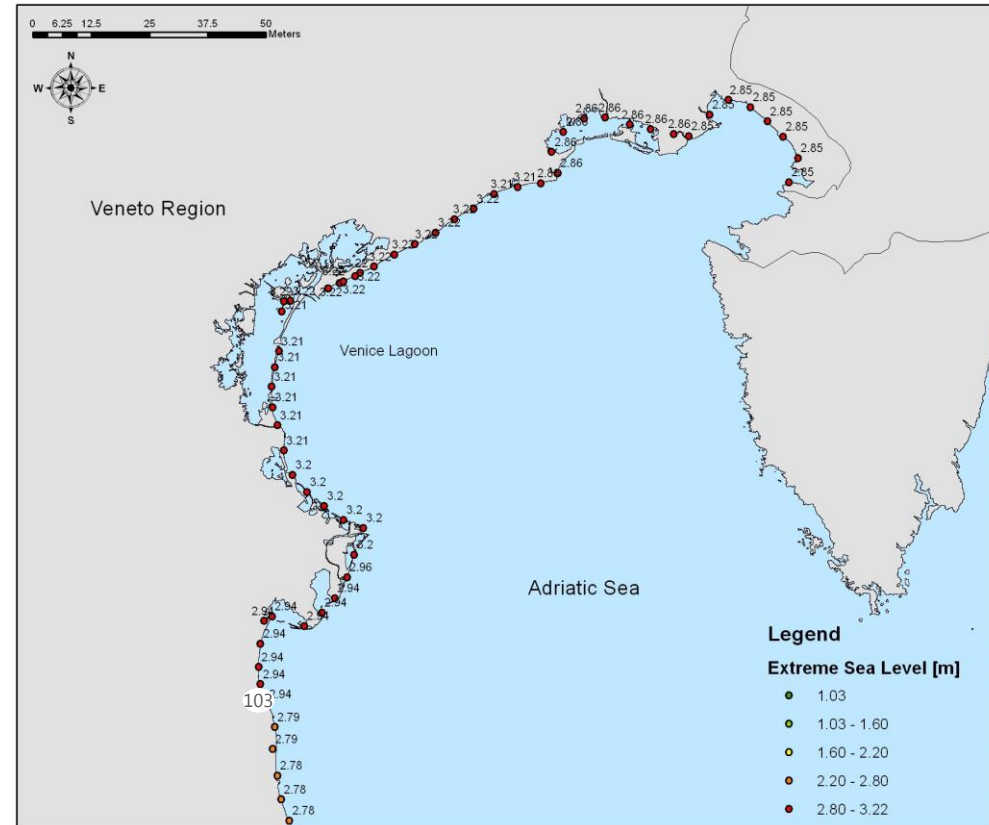 0 6.25 12.5 25 37.5 50
Meters
N
W E
S
2.85
2.86 2.86 2.85
2.86 2.86 2.85 2.85
2.86 2.85
2.86 2.85
2.86 2.85
3.21
3.21
3.22
Veneto Region
3.22
3.22
3.22
3.22
3.22
3.22
3.21
Venice Lagoon
3.21
3.21
3.21
3.21
3.21
3.21
3.2
3.2
3.2
3.2
3.2
3.2
2.96
2.94
Adriatic Sea
2.94
2.94
2.94
2.94
2.94
2.94
2.94
2.94
103
2.79
2.79
2.78
2.78
2.78
Legend
Extreme Sea Level [m]
1.03
1.03 - 1.60
1.60 - 2.20
2.20 - 2.80
2.80 - 3.22